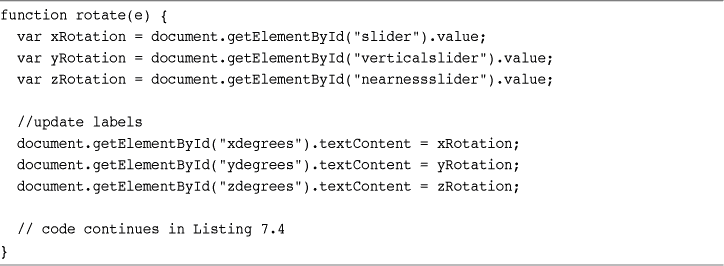 function rotate(e) {
  var xRotation = document.getElementById("slider").value;
  var yRotation = document.getElementById("verticalslider").value;
  var zRotation = document.getElementById("nearnessslider").value;

  //update labels
  document.getElementById("xdegrees").textContent = xRotation;
  document.getElementById("ydegrees").textContent = yRotation;
  document.getElementById("zdegrees").textContent = zRotation;

  // code continues in Listing 7.4
}